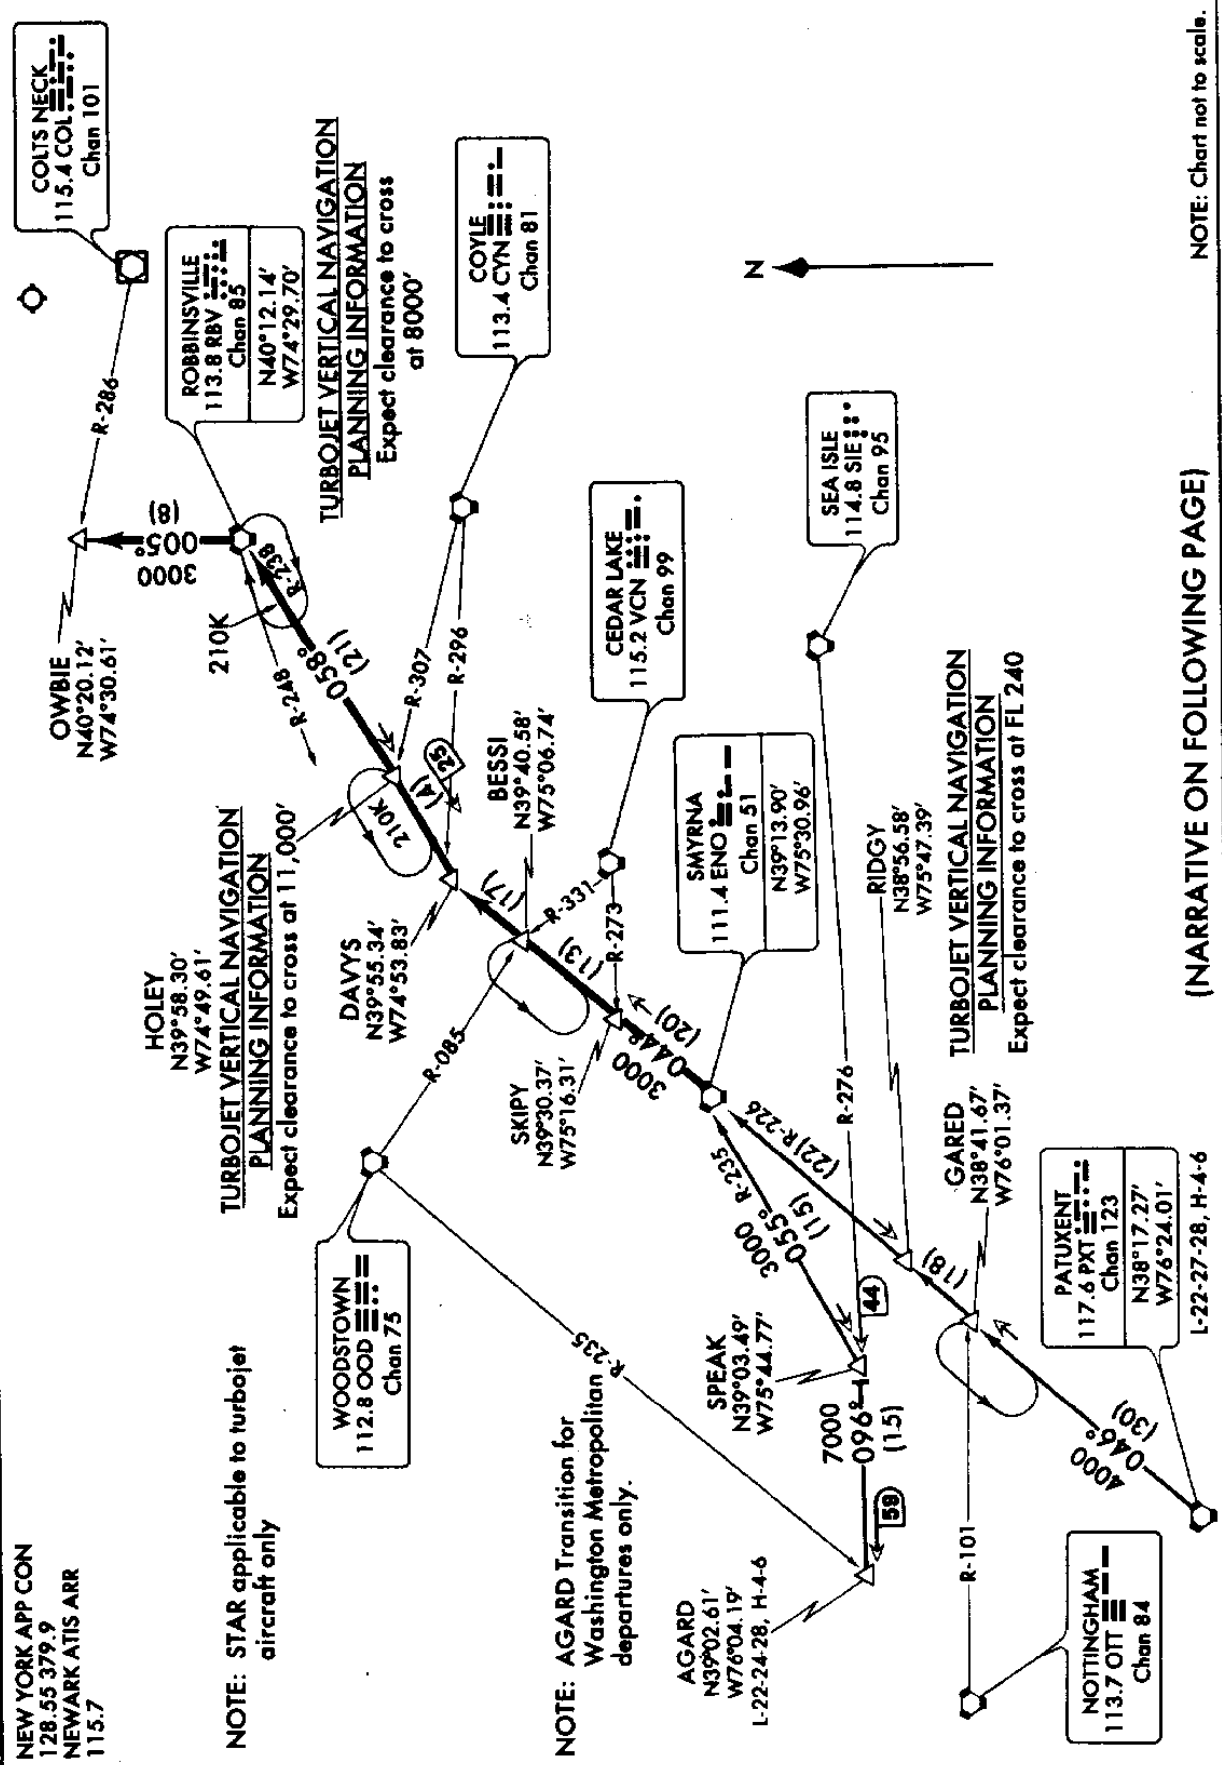 NEW YORK APP CON
128.55 379.9
NEWARK ATIS ARR
115.7
NOTE: STAR applicable to turbojet
aircraft only
NOTE: AGARD Transition for
Washington Metropolitan
departures only.
COLTS NECK
115.4 COL
Chan 101
R-286
OWBIE
N40°20.12'
W74°30.61'
3000
005°
(8)
ROBBINSVILLE
113.8 RBV
Chan 85
N40°12.14'
W74°29.70'
TURBOJET VERTICAL NAVIGATION
PLANNING INFORMATION
Expect clearance to cross
at 8000'
210K
R-238
R-248
058°
(21)
HOLEY
N39°58.30'
W74°49.61'
TURBOJET VERTICAL NAVIGATION
PLANNING INFORMATION
Expect clearance to cross at 11,000'
210K
(4)
25
R-307
R-296
COYLE
113.4 CYN
Chan 81
DAVYS
N39°55.34'
W74°53.83'
(17)
BESSI
N39°40.58'
W75°06.74'
R-085
R-331
(13)
R-273
CEDAR LAKE
115.2 VCN
Chan 99
WOODSTOWN
112.8 OOD
Chan 75
R-235
SKIPY
N39°30.37'
W75°16.31'
3000
044°
(20)
SMYRNA
111.4 ENO
Chan 51
N39°13.90'
W75°30.96'
SEA ISLE
114.8 SIE
Chan 95
R-276
3000
055°
(15)
R-235
(22)
R-226
SPEAK
N39°03.49'
W75°44.77'
44
7000
096°
(15)
59
AGARD
N39°02.61'
W76°04.19'
L-22-24-28, H-4-6
RIDGY
N38°56.58'
W75°47.39'
TURBOJET VERTICAL NAVIGATION
PLANNING INFORMATION
Expect clearance to cross at FL 240
(18)
GARED
N38°41.67'
W76°01.37'
R-101
4000
046°
(30)
NOTTINGHAM
113.7 OTT
Chan 84
PATUXENT
117.6 PXT
Chan 123
N38°17.27'
W76°24.01'
L-22-27-28, H-4-6
N
(NARRATIVE ON FOLLOWING PAGE)
NOTE: Chart not to scale.